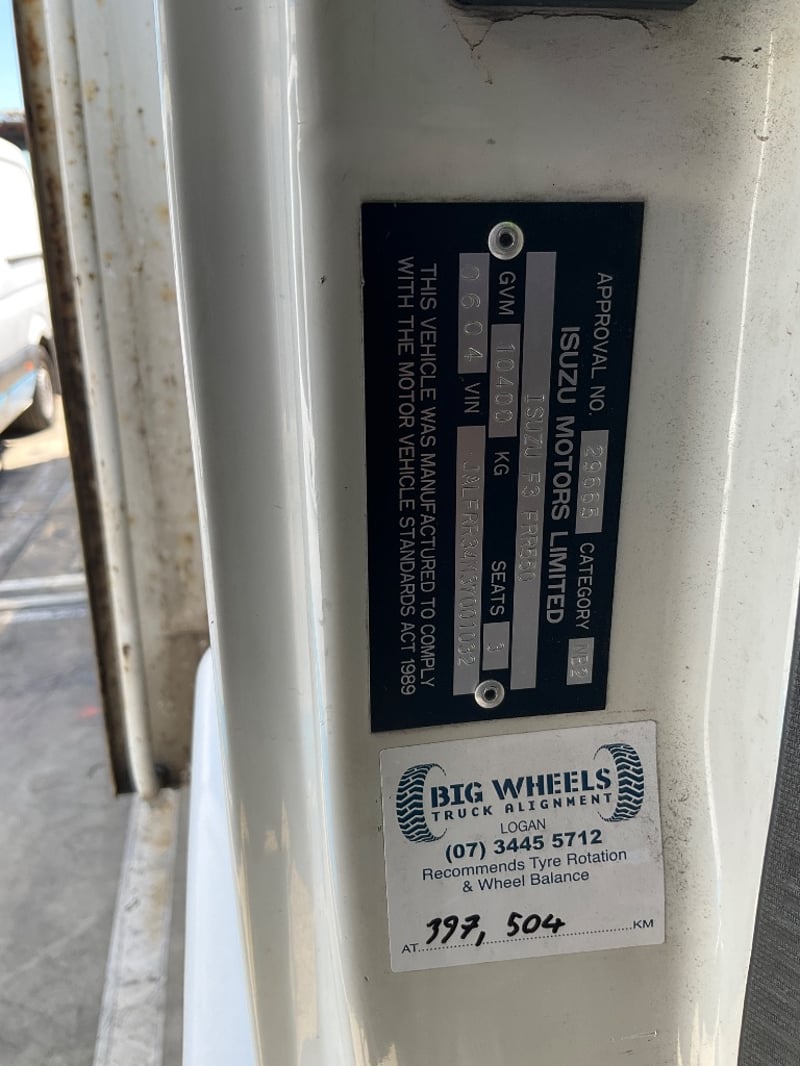 APPROVAL NO. 29665 CATEGORY NB2
ISUZU MOTORS LIMITED
ISUZU F3 FRR550
GVM 10400 KG SEATS 3
0604 VIN
THIS VEHICLE WAS MANUFACTURED TO COMPLY
WITH THE MOTOR VEHICLE STANDARDS ACT 1989
BIG WHEELS
TRUCK ALIGNMENT
LOGAN
(07) 3445 5712
Recommends Tyre Rotation
& Wheel Balance
AT 397, 504 KM